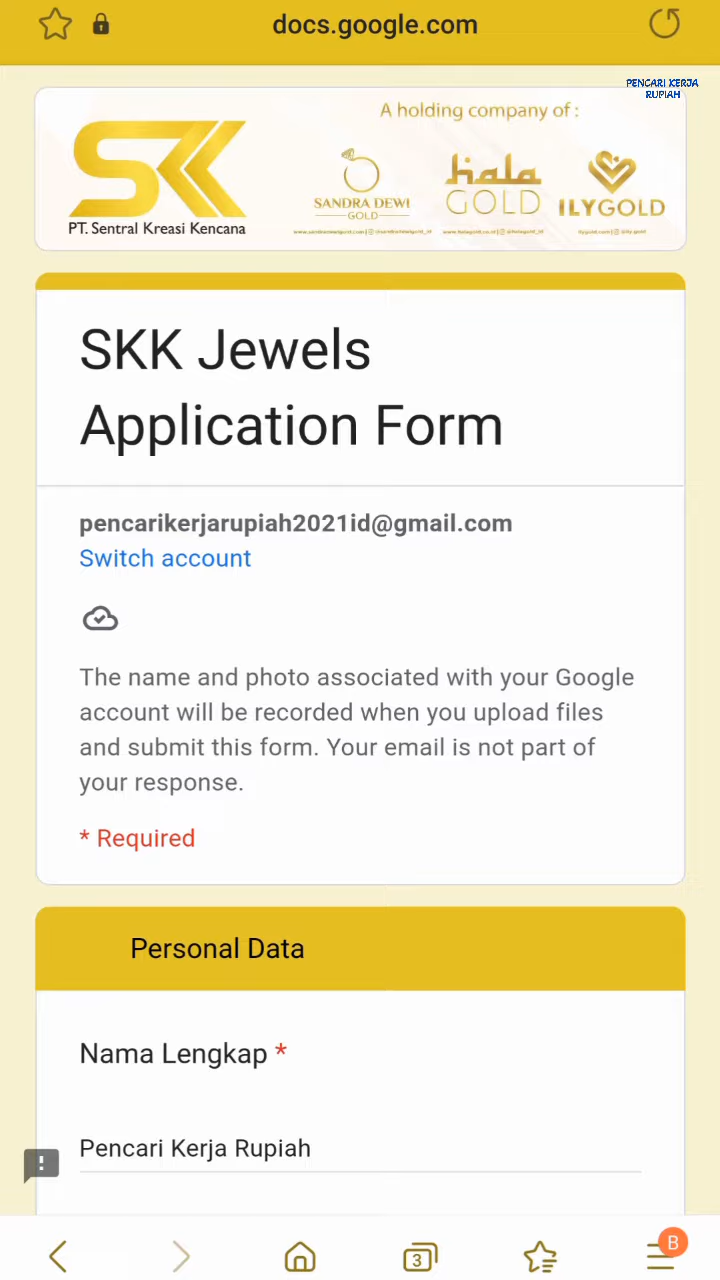 docs.google.com
PENCARI KERJA
RUPIAH
A holding company of :
SKK
PT. Sentral Kreasi Kencana
SANDRA DEWI
GOLD
hala
GOLD
ILYGOLD
SKK Jewels
Application Form
pencarikerjarupiah2021id@gmail.com
Switch account
The name and photo associated with your Google
account will be recorded when you upload files
and submit this form. Your email is not part of
your response.
* Required
Personal Data
Nama Lengkap *
Pencari Kerja Rupiah
3
B